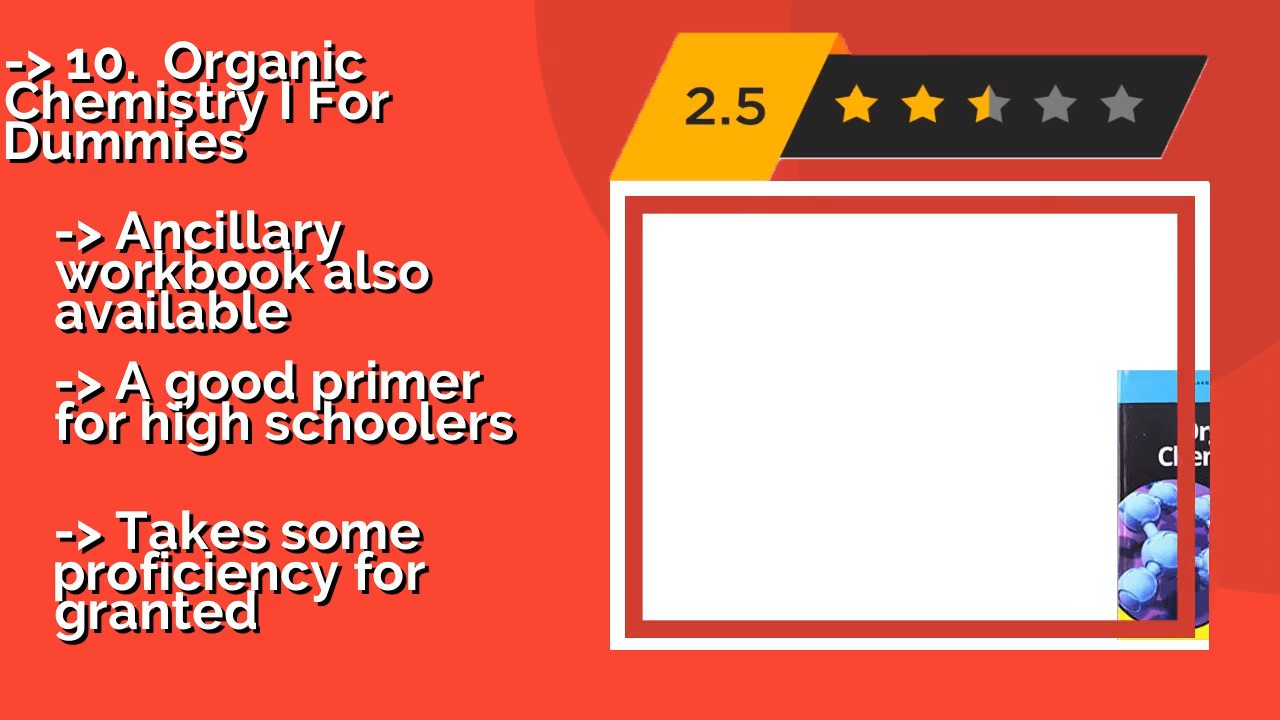 -> 10.  Organic
Chemistry I For
Dummies
2.5
-> Ancillary
workbook also
available
-> A good primer
for high schoolers
-> Takes some
proficiency for
granted